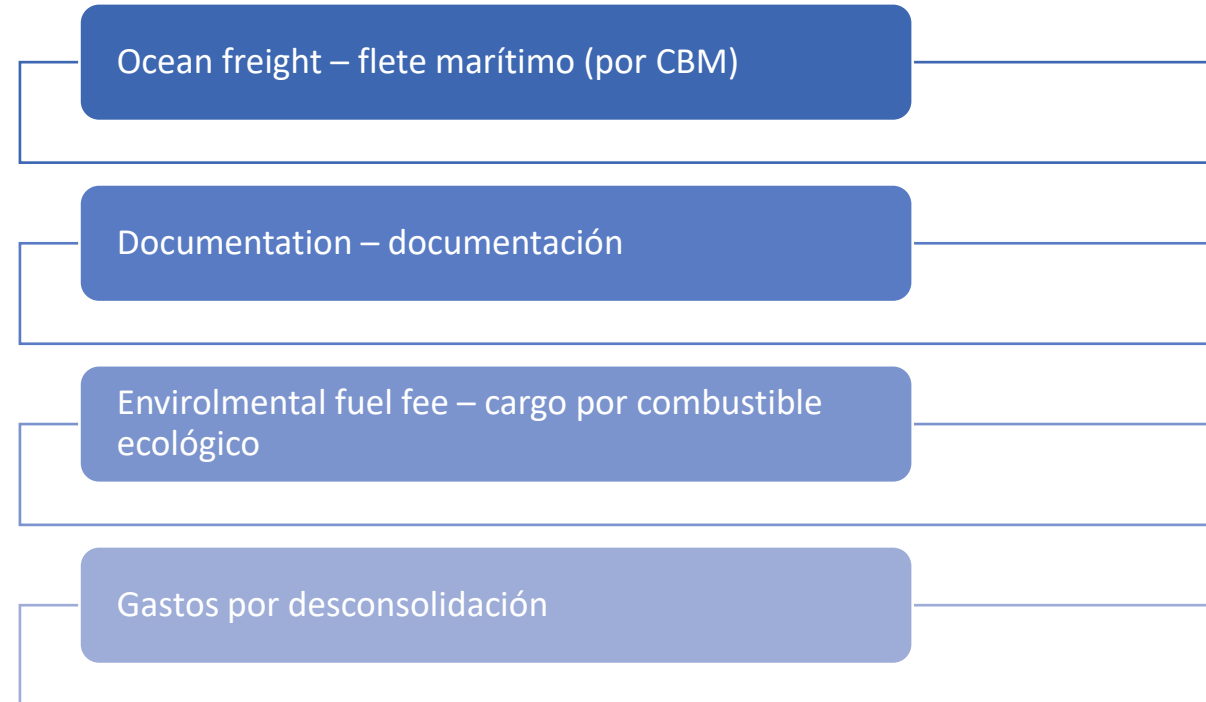 Ocean freight – flete marítimo (por CBM)
Documentation – documentación
Envirolmental fuel fee – cargo por combustible
ecológico
Gastos por desconsolidación